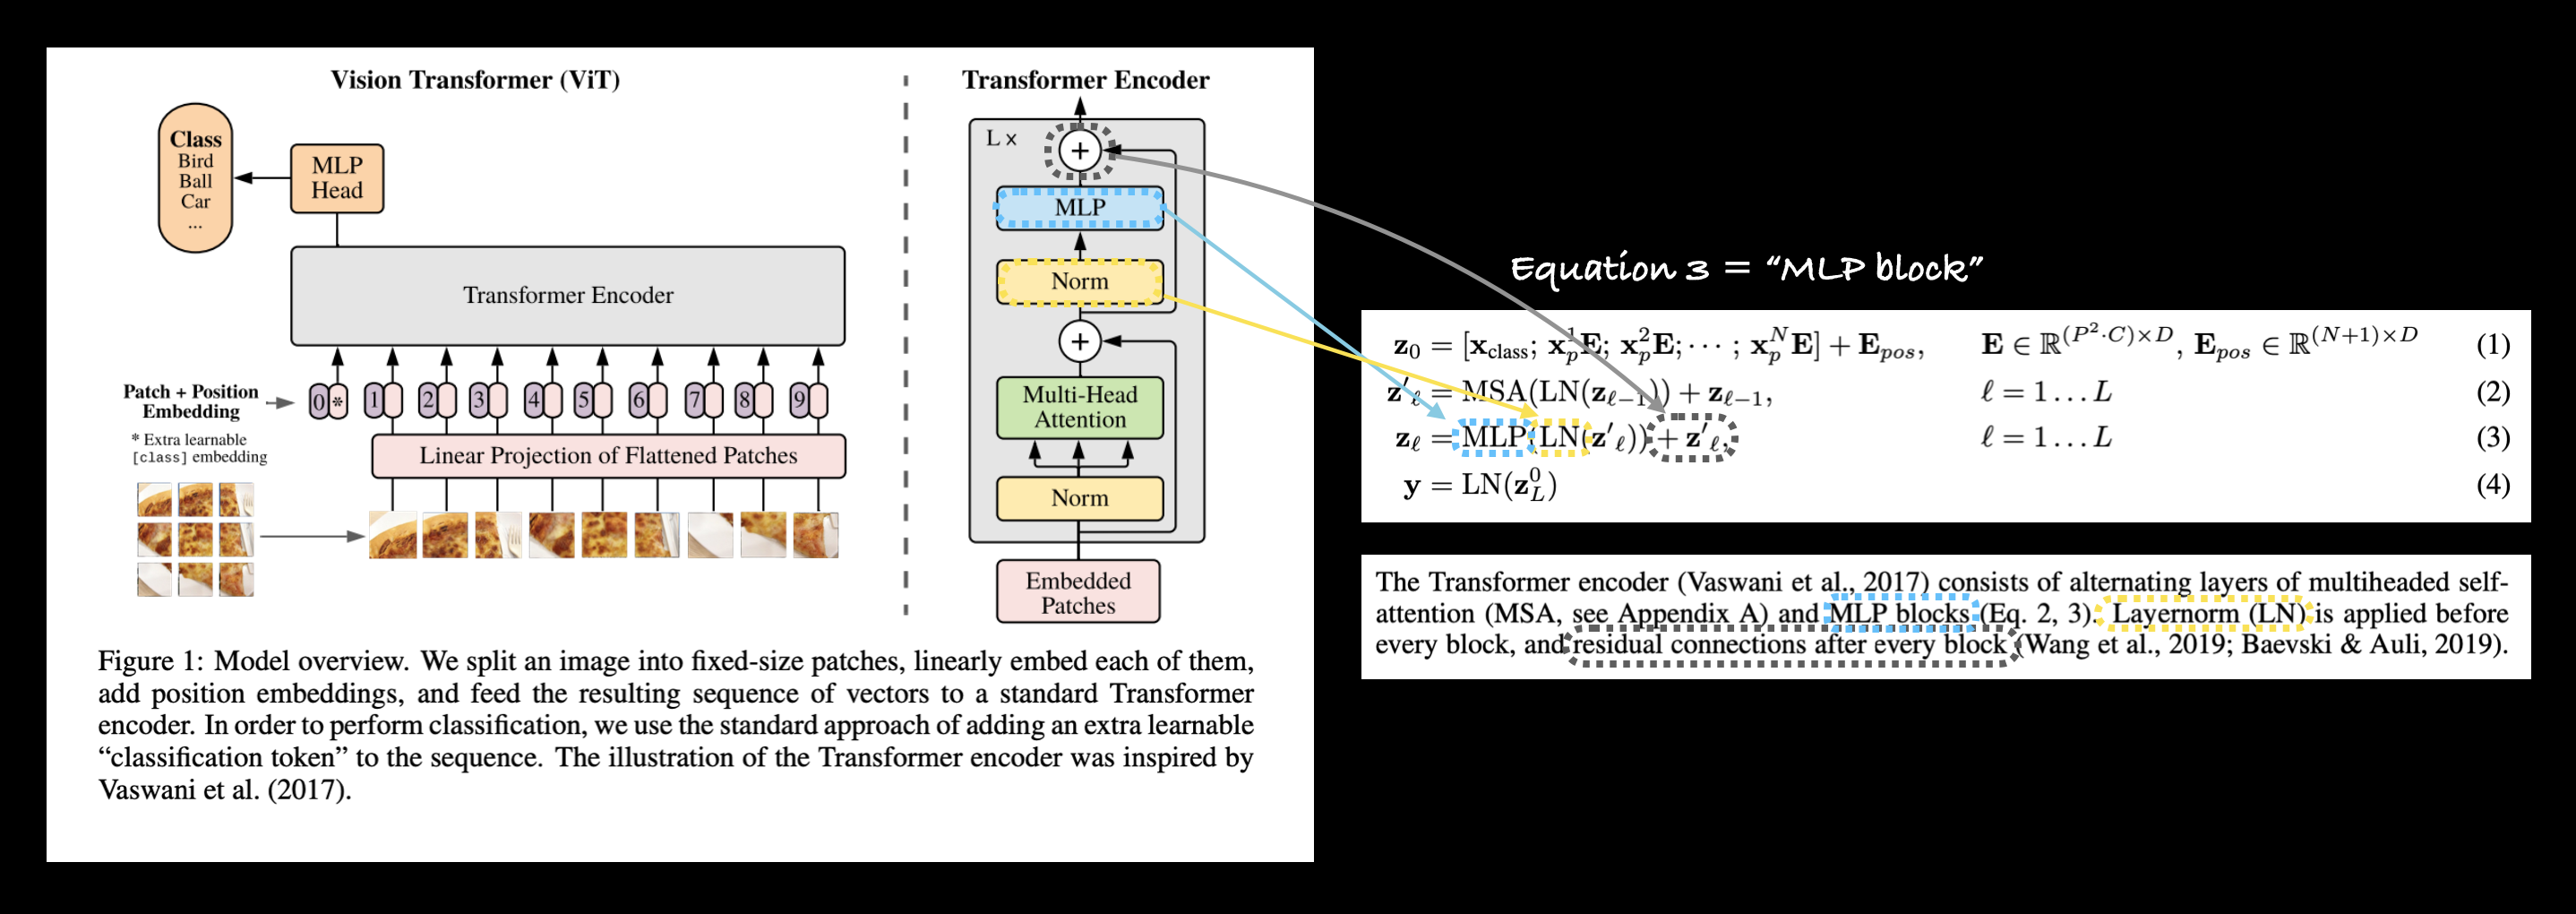 Vision Transformer (ViT)
Class
Bird
Ball
Car
...
MLP
Head
Transformer Encoder
Patch + Position
Embedding
0 * 1 2 3 4 5 6 7 8 9
* Extra learnable
[class] embedding
Linear Projection of Flattened Patches
Transformer Encoder
L ×
+
MLP
Norm
+
Multi-Head
Attention
Norm
Embedded
Patches
Figure 1: Model overview. We split an image into fixed-size patches, linearly embed each of them,
add position embeddings, and feed the resulting sequence of vectors to a standard Transformer
encoder. In order to perform classification, we use the standard approach of adding an extra learnable
“classification token” to the sequence. The illustration of the Transformer encoder was inspired by
Vaswani et al. (2017).
Equation 3 = “MLP block”
z₀ = [x_class; x_p^1 E; x_p^2 E; ··· ; x_p^N E] + E_pos, E ∈ ℝ^{(P²·C)×D}, E_pos ∈ ℝ^{(N+1)×D} (1)
z′_ℓ = MSA(LN(z_{ℓ−1})) + z_{ℓ−1}, ℓ = 1 . . . L (2)
z_ℓ = MLP(LN(z′_ℓ)) + z′_ℓ, ℓ = 1 . . . L (3)
y = LN(z_L^0) (4)
The Transformer encoder (Vaswani et al., 2017) consists of alternating layers of multiheaded self-
attention (MSA, see Appendix A) and MLP blocks (Eq. 2, 3). Layernorm (LN) is applied before
every block, and residual connections after every block (Wang et al., 2019; Baevski & Auli, 2019).